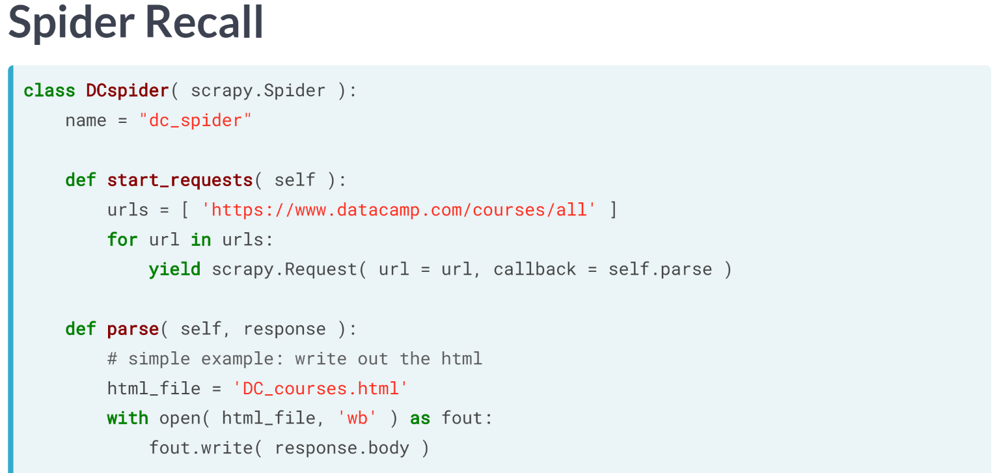 Spider Recall
class DCspider( scrapy.Spider ):
    name = "dc_spider"

    def start_requests( self ):
        urls = [ 'https://www.datacamp.com/courses/all' ]
        for url in urls:
            yield scrapy.Request( url = url, callback = self.parse )

    def parse( self, response ):
        # simple example: write out the html
        html_file = 'DC_courses.html'
        with open( html_file, 'wb' ) as fout:
            fout.write( response.body )